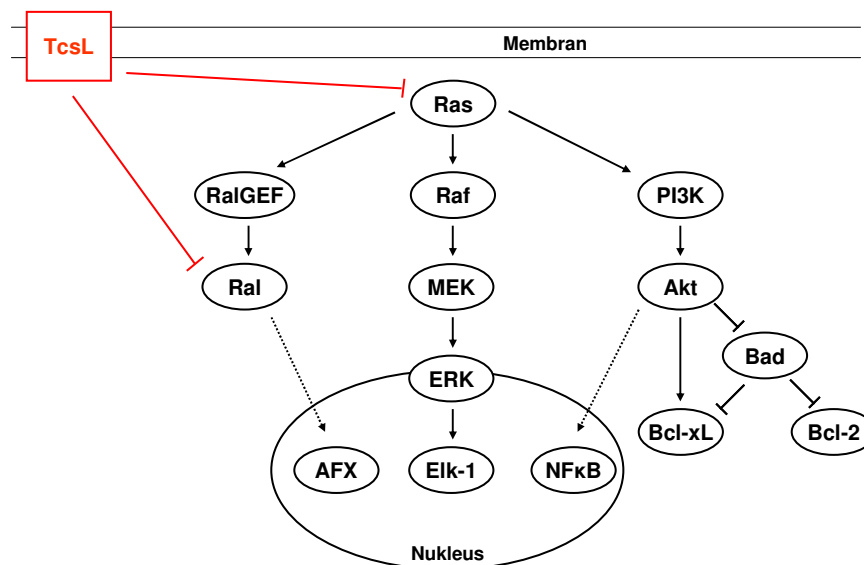 TcsL
Membran
Ras
RalGEF
Raf
PI3K
Ral
MEK
Akt
Bad
ERK
Bcl-xL
Bcl-2
AFX
Elk-1
NFκB
Nukleus